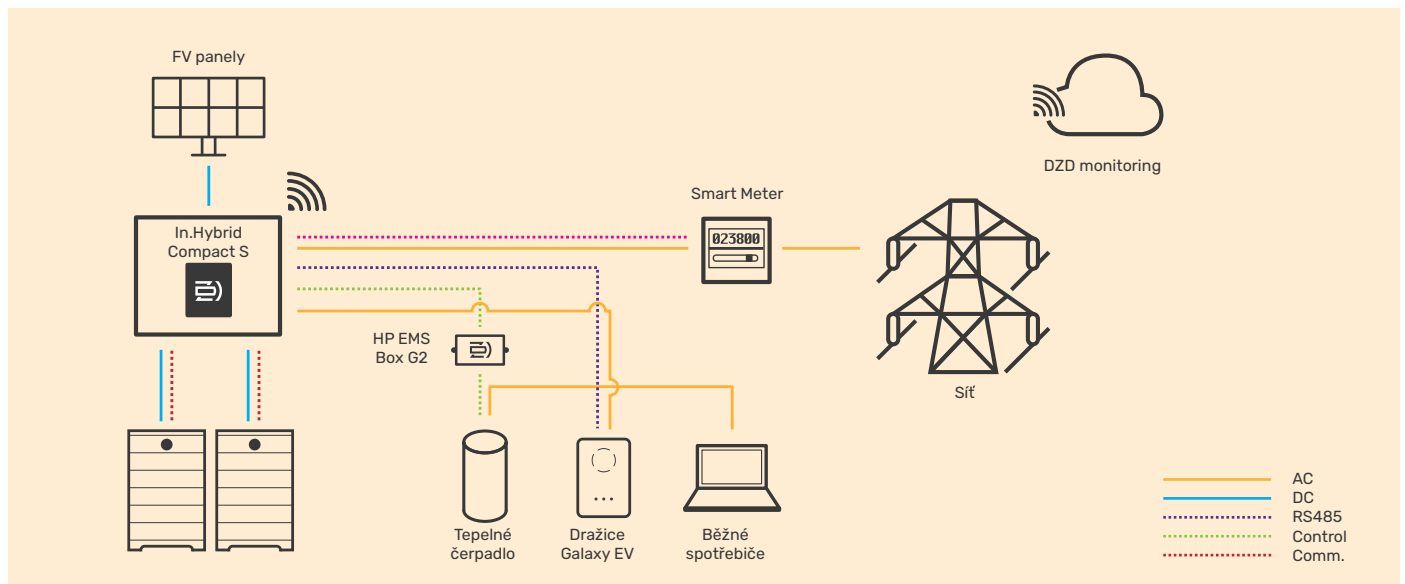 FV panely
DZD monitoring
In.Hybrid
Compact S
Smart Meter
023800
HP EMS
Box G2
Síť
Tepelné
čerpadlo
Dražice
Galaxy EV
Běžné
spotřebiče
AC
DC
RS485
Control
Comm.